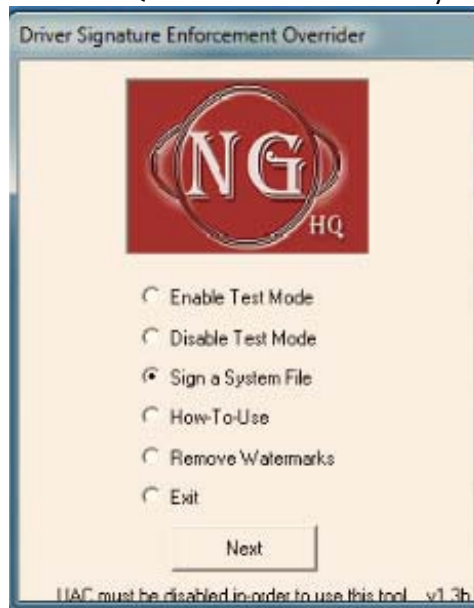 Driver Signature Enforcement Overrider
NG
HQ
Enable Test Mode
Disable Test Mode
Sign a System File
How-To-Use
Remove Watermarks
Exit
Next
UAC must be disabled in-order to use this tool v1.3b